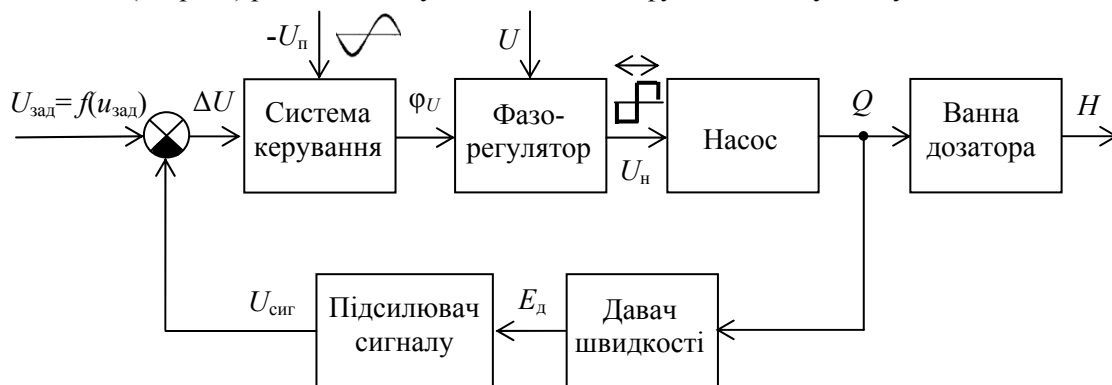 -Uп
U
Uзад= f(uзад)
ΔU
Система
керування
φU
Фазо-
регулятор
Uн
Насос
Q
Ванна
дозатора
H
Uсиг
Підсилювач
сигналу
Eд
Давач
швидкості